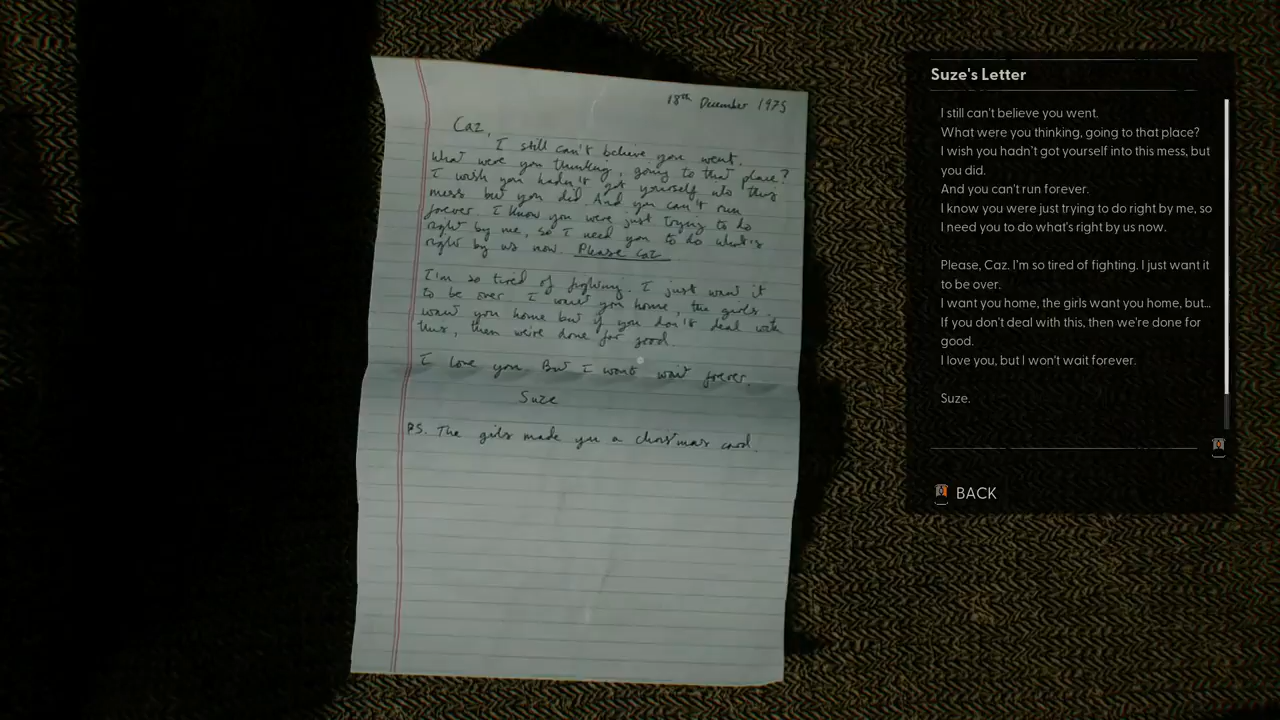 18th December 1975
Caz,
I still can't believe you went.
What were you thinking, going to that place?
I wish you hadn't got yourself into this
mess but you did. And you can't run
forever. I know you were just trying to do
right by me, so I need you to do what's
right by us now. Please Caz
I'm so tired of fighting. I just want it
to be over. I want you home, the girls
want you home but if you don't deal with
this, then we're done for good.
I love you But I wont wait forever.
Suze
PS. The girls made you a christmas card.
Suze's Letter
I still can't believe you went.
What were you thinking, going to that place?
I wish you hadn't got yourself into this mess, but
you did.
And you can't run forever.
I know you were just trying to do right by me, so
I need you to do what's right by us now.
Please, Caz. I'm so tired of fighting. I just want it
to be over.
I want you home, the girls want you home, but...
If you don't deal with this, then we're done for
good.
I love you, but I won't wait forever.
Suze.
BACK